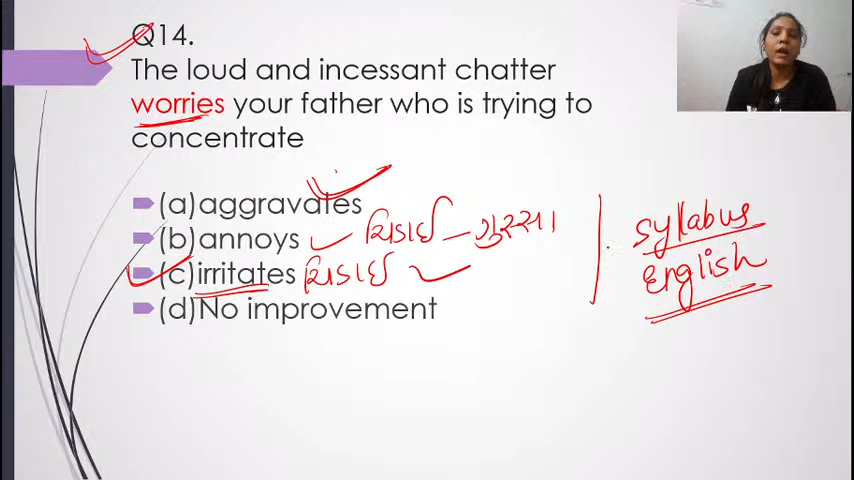 Q14.
The loud and incessant chatter
worries your father who is trying to
concentrate
(a)aggravates
(b)annoys ચિડાઈ - ગુસ્સા
(c)irritates ચિડાઈ
(d)No improvement
syllabus
English